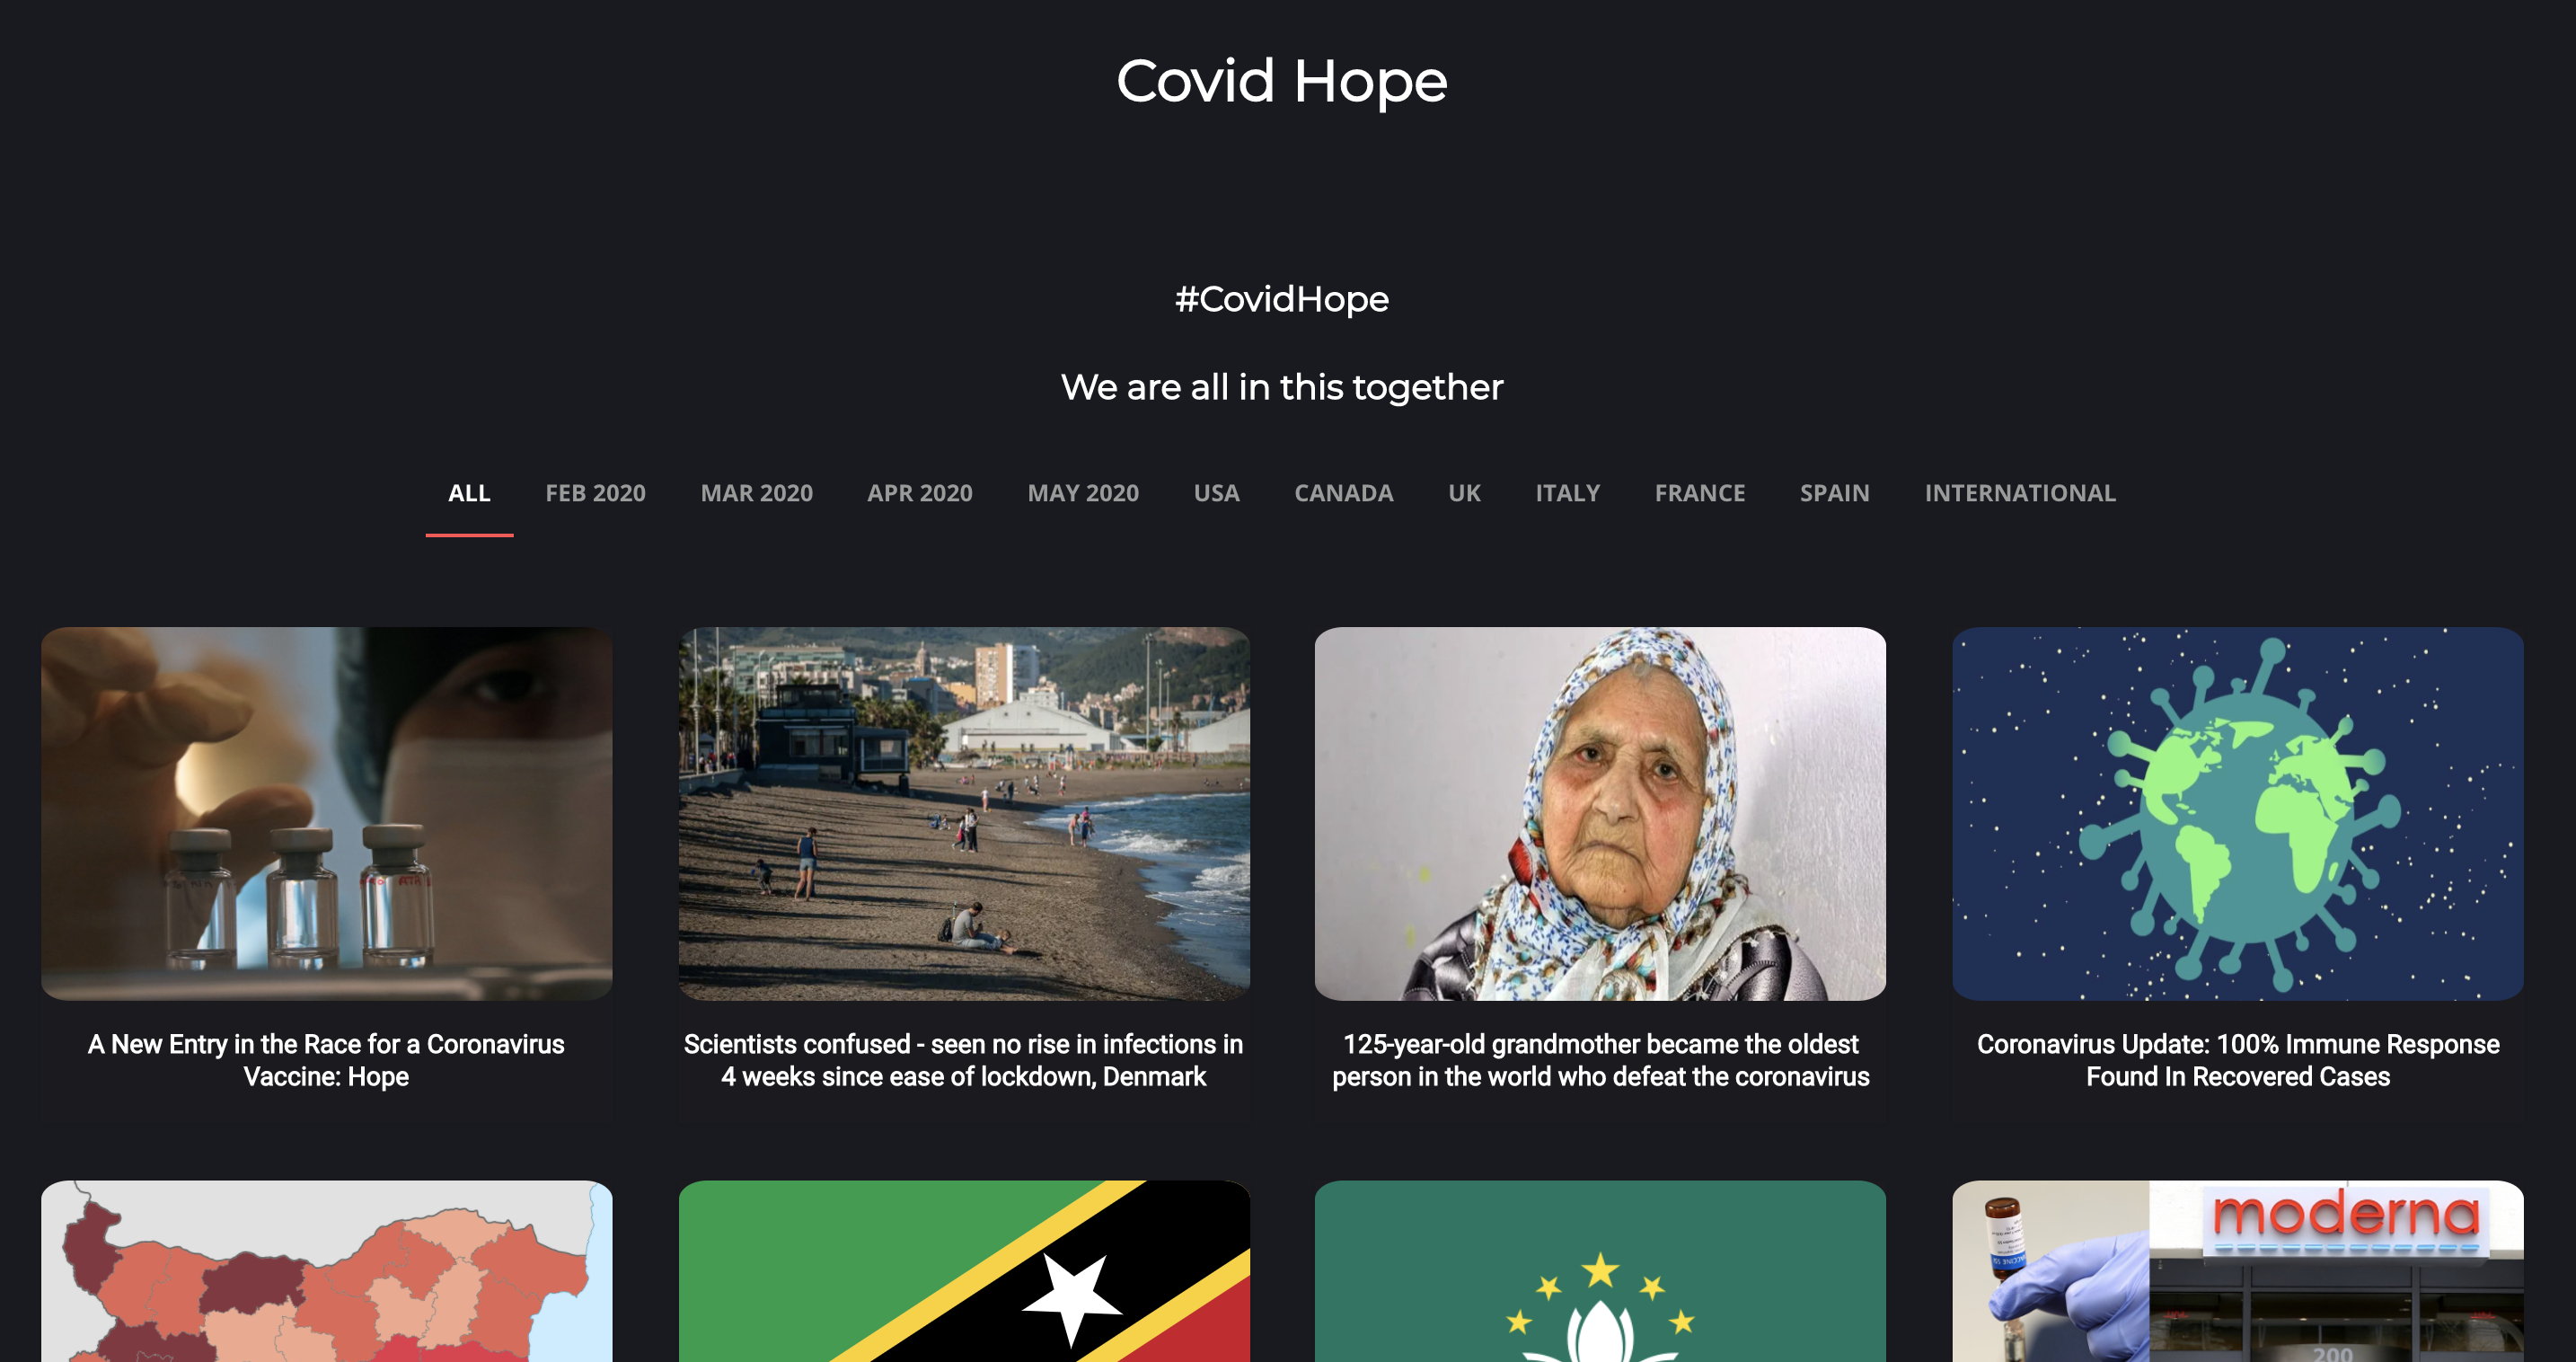 Covid Hope
#CovidHope
We are all in this together
ALL FEB 2020 MAR 2020 APR 2020 MAY 2020 USA CANADA UK ITALY FRANCE SPAIN INTERNATIONAL
A New Entry in the Race for a Coronavirus
Vaccine: Hope
Scientists confused - seen no rise in infections in
4 weeks since ease of lockdown, Denmark
125-year-old grandmother became the oldest
person in the world who defeat the coronavirus
Coronavirus Update: 100% Immune Response
Found In Recovered Cases
moderna
200